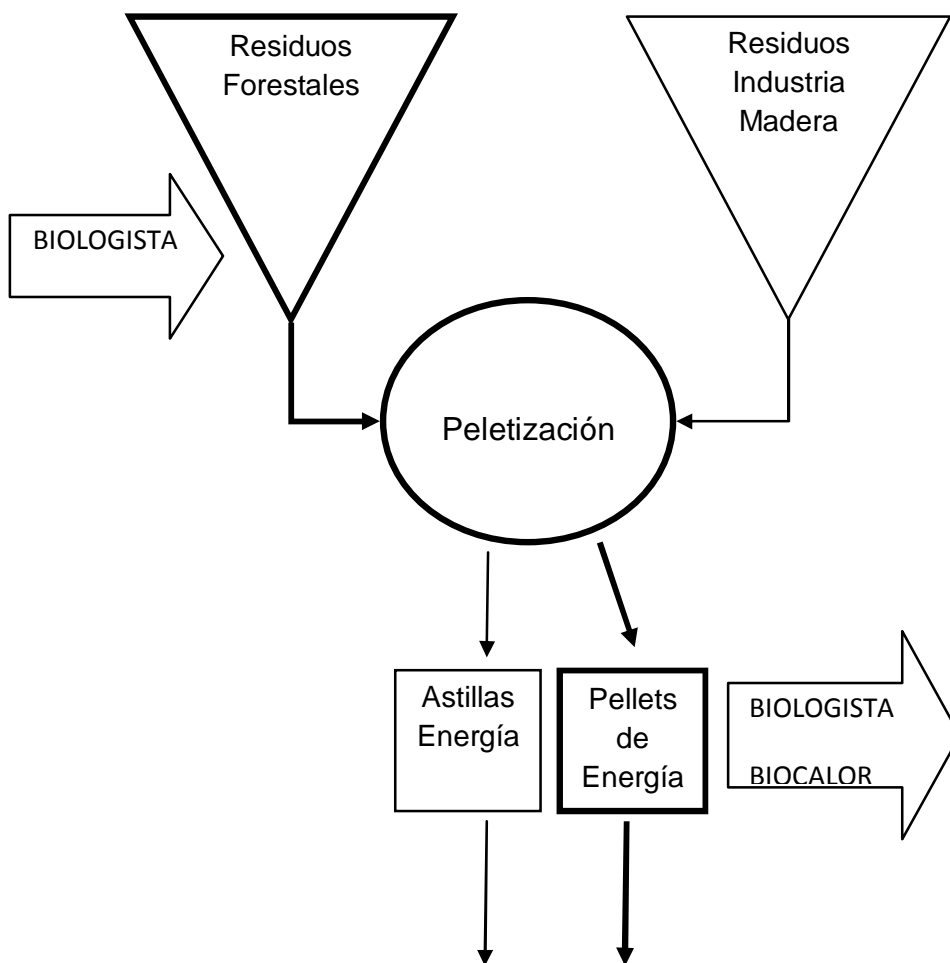 Residuos
Forestales
Residuos
Industria
Madera
BIOLOGISTA
Peletización
Astillas
Energía
Pellets
de
Energía
BIOLOGISTA
BIOCALOR